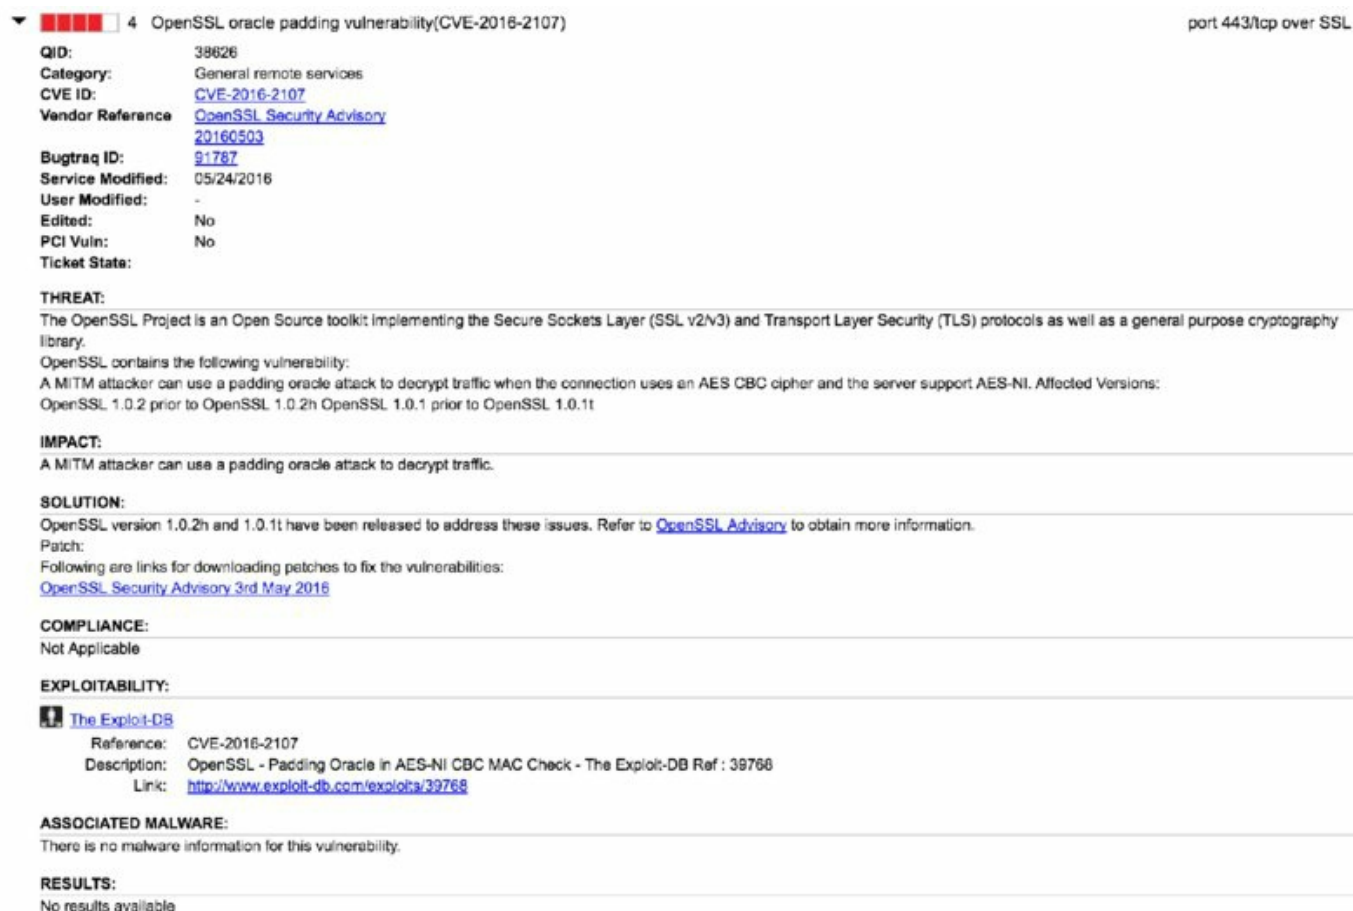 4 OpenSSL oracle padding vulnerability(CVE-2016-2107) port 443/tcp over SSL
QID: 38626
Category: General remote services
CVE ID: CVE-2016-2107
Vendor Reference OpenSSL Security Advisory
20160503
Bugtraq ID: 91787
Service Modified: 05/24/2016
User Modified: -
Edited: No
PCI Vuln: No
Ticket State:
THREAT:
The OpenSSL Project is an Open Source toolkit implementing the Secure Sockets Layer (SSL v2/v3) and Transport Layer Security (TLS) protocols as well as a general purpose cryptography
library.
OpenSSL contains the following vulnerability:
A MITM attacker can use a padding oracle attack to decrypt traffic when the connection uses an AES CBC cipher and the server support AES-NI. Affected Versions:
OpenSSL 1.0.2 prior to OpenSSL 1.0.2h OpenSSL 1.0.1 prior to OpenSSL 1.0.1t
IMPACT:
A MITM attacker can use a padding oracle attack to decrypt traffic.
SOLUTION:
OpenSSL version 1.0.2h and 1.0.1t have been released to address these issues. Refer to OpenSSL Advisory to obtain more information.
Patch:
Following are links for downloading patches to fix the vulnerabilities:
OpenSSL Security Advisory 3rd May 2016
COMPLIANCE:
Not Applicable
EXPLOITABILITY:
The Exploit-DB
Reference: CVE-2016-2107
Description: OpenSSL - Padding Oracle in AES-NI CBC MAC Check - The Exploit-DB Ref : 39768
Link: http://www.exploit-db.com/exploits/39768
ASSOCIATED MALWARE:
There is no malware information for this vulnerability.
RESULTS:
No results available